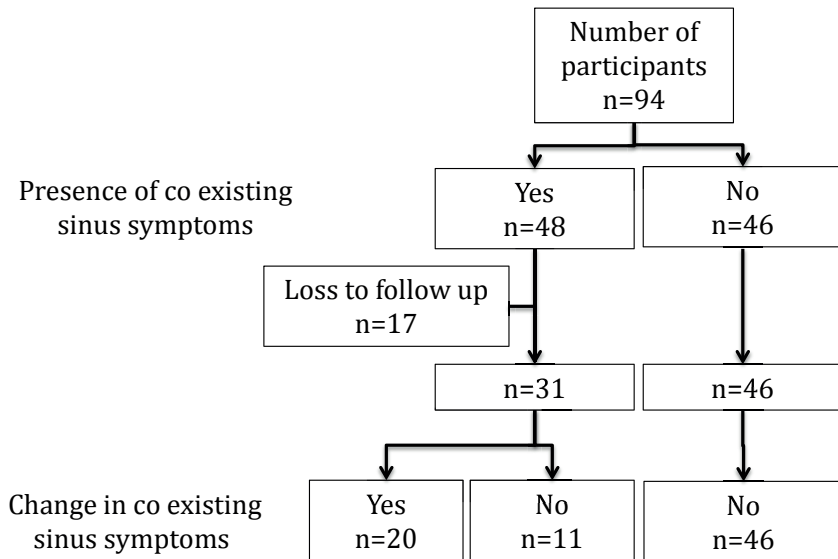 Number of
participants
n=94
Presence of co existing
sinus symptoms
Yes
n=48
No
n=46
Loss to follow up
n=17
n=31
n=46
Change in co existing
sinus symptoms
Yes
n=20
No
n=11
No
n=46